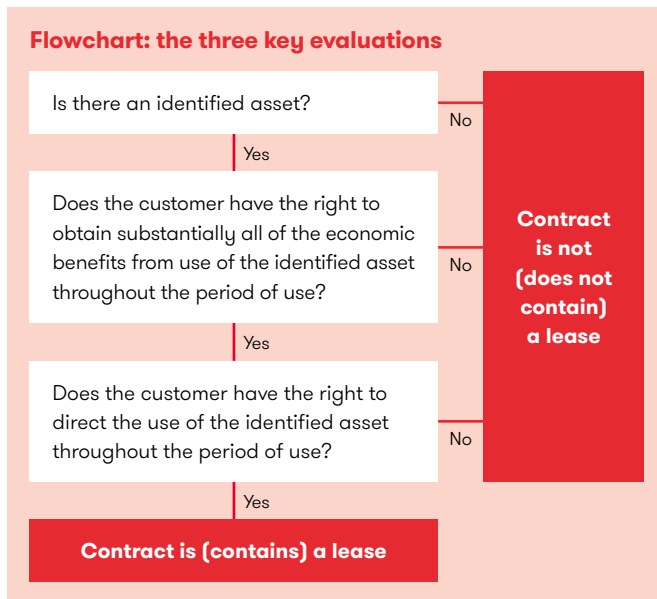 Flowchart: the three key evaluations
Is there an identified asset?
No
Yes
Does the customer have the right to
obtain substantially all of the economic
benefits from use of the identified asset
throughout the period of use?
No
Yes
Does the customer have the right to
direct the use of the identified asset
throughout the period of use?
No
Yes
Contract is (contains) a lease
Contract
is not
(does not
contain)
a lease